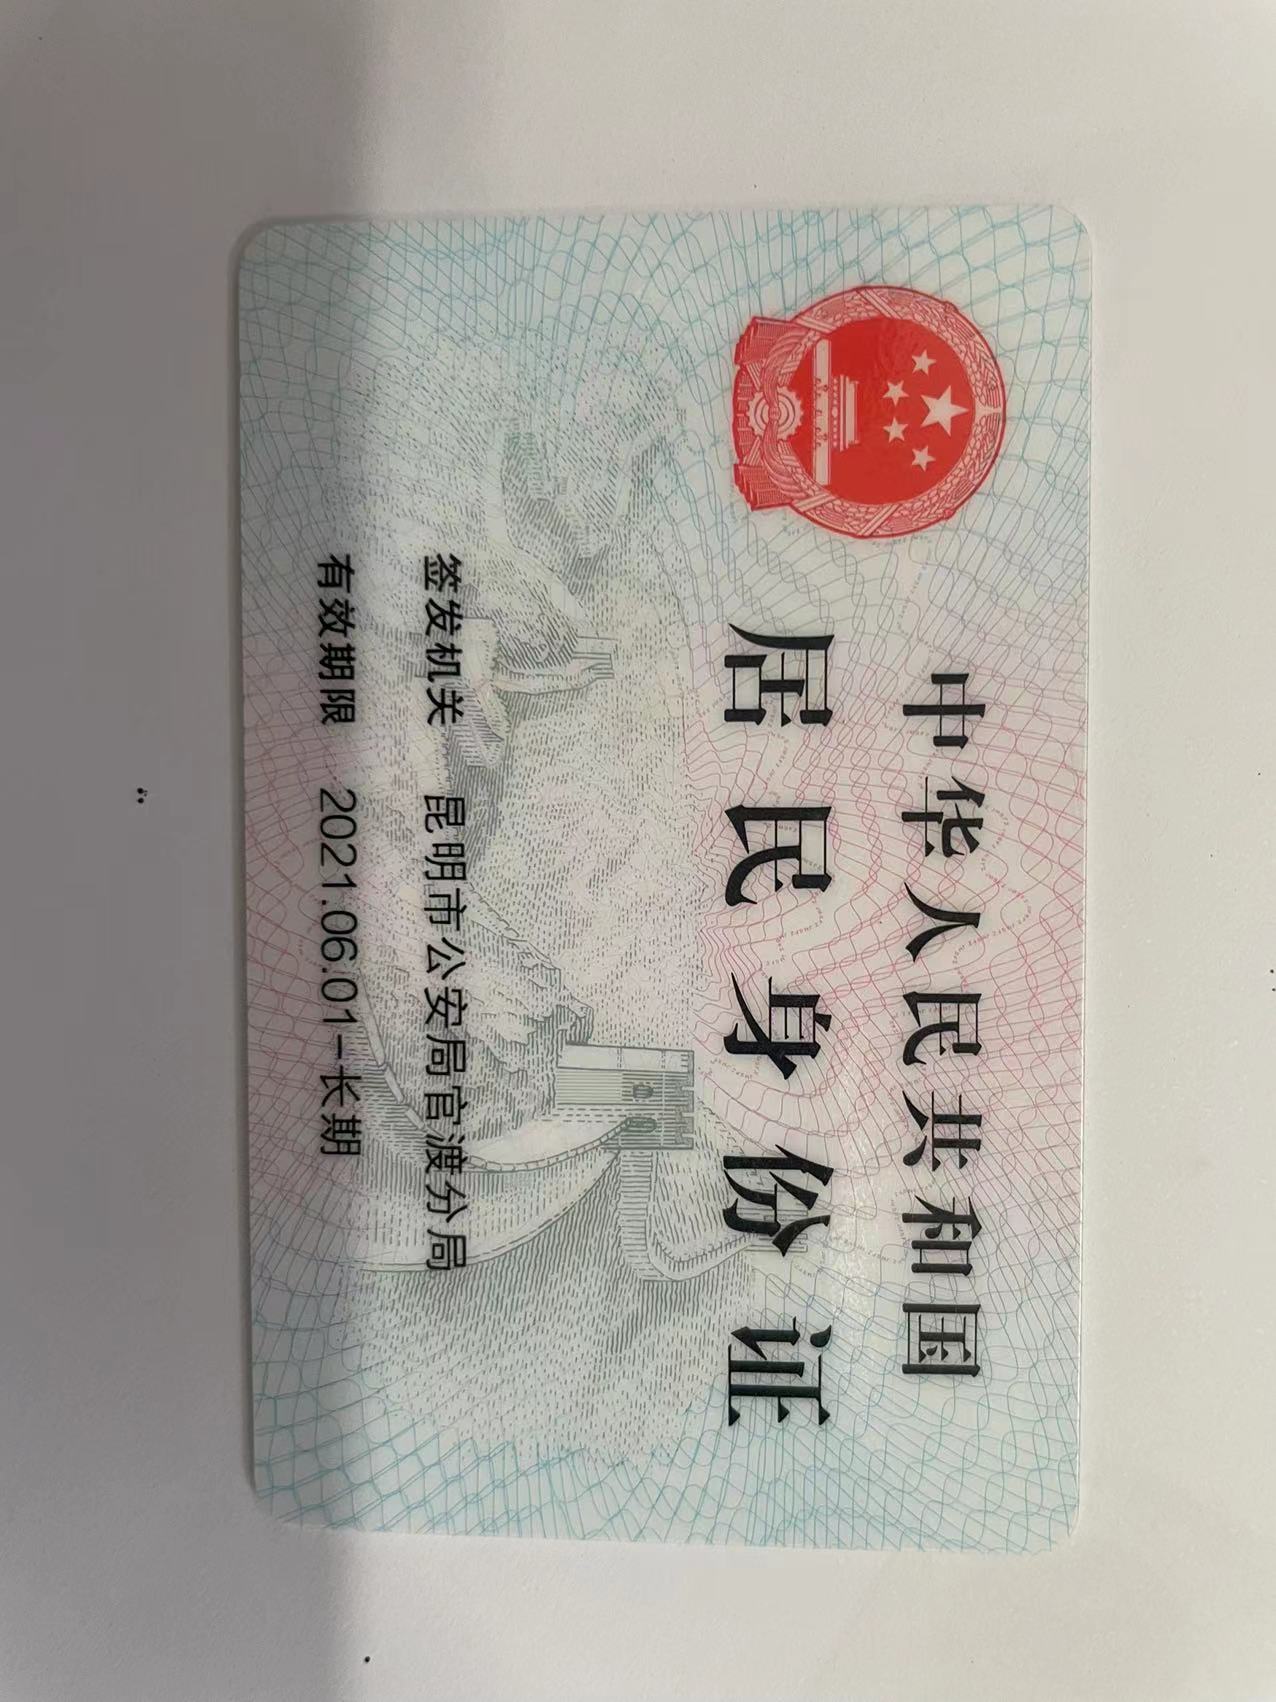 中华人民共和国
居民身份证
签发机关 昆明市公安局官渡分局
有效期限 2021.06.01-长期